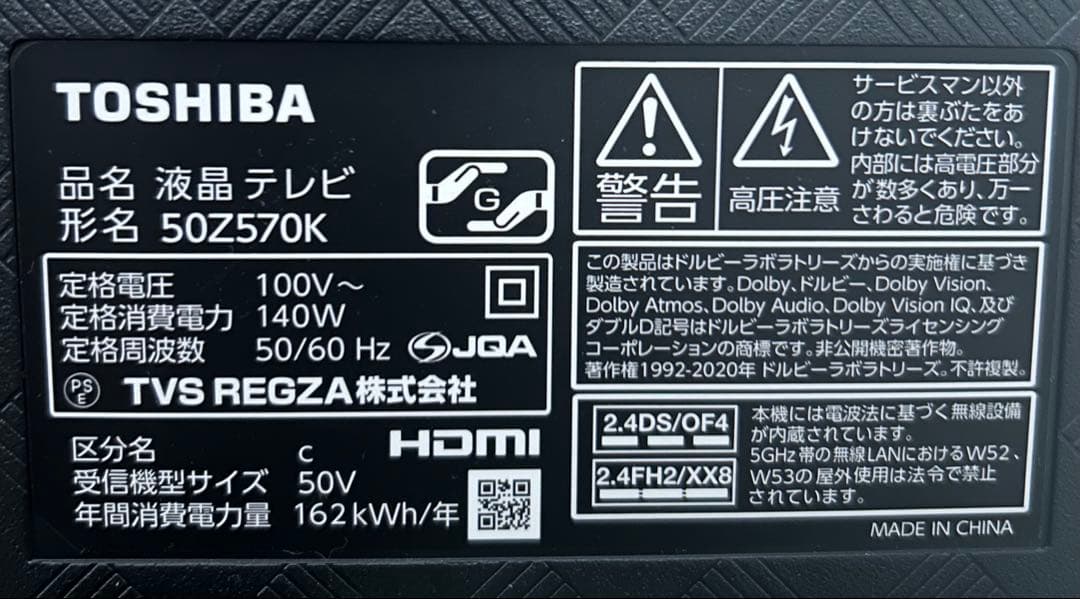 TOSHIBA
品名 液晶テレビ
形名 50Z570K
G
定格電圧 100V～
定格消費電力 140W
定格周波数 50/60 Hz JQA
PS
E
TVS REGZA株式会社
区分名 c
HDMI
受信機型サイズ 50V
年間消費電力量 162kWh/年
警告
高圧注意
サービスマン以外
の方は裏ぶたをあ
けないでください。
内部には高電圧部分
が数多くあり、万一
さわると危険です。
この製品はドルビーラボラトリーズからの実施権に基づき
製造されています。Dolby、ドルビー、Dolby Vision、
Dolby Atmos、Dolby Audio、Dolby Vision IQ、及び
ダブルD記号はドルビーラボラトリーズライセンシング
コーポレーションの商標です。非公開機密著作物。
著作権1992-2020年 ドルビーラボラトリーズ。不許複製。
2.4DS/OF4
2.4FH2/XX8
本機には電波法に基づく無線設備
が内蔵されています。
5GHz帯の無線LANにおけるW52、
W53の屋外使用は法令で禁止
されています。
MADE IN CHINA